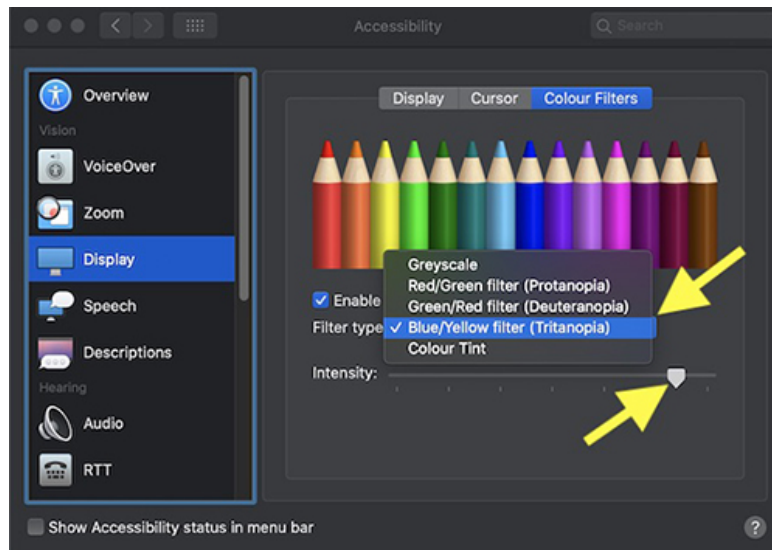 Accessibility
Search
Overview
Vision
VoiceOver
Zoom
Display
Speech
Descriptions
Hearing
Audio
RTT
Display Cursor Colour Filters
Greyscale
Red/Green filter (Protanopia)
Enable
Green/Red filter (Deuteranopia)
Filter type ✓ Blue/Yellow filter (Tritanopia)
Colour Tint
Intensity:
Show Accessibility status in menu bar
?